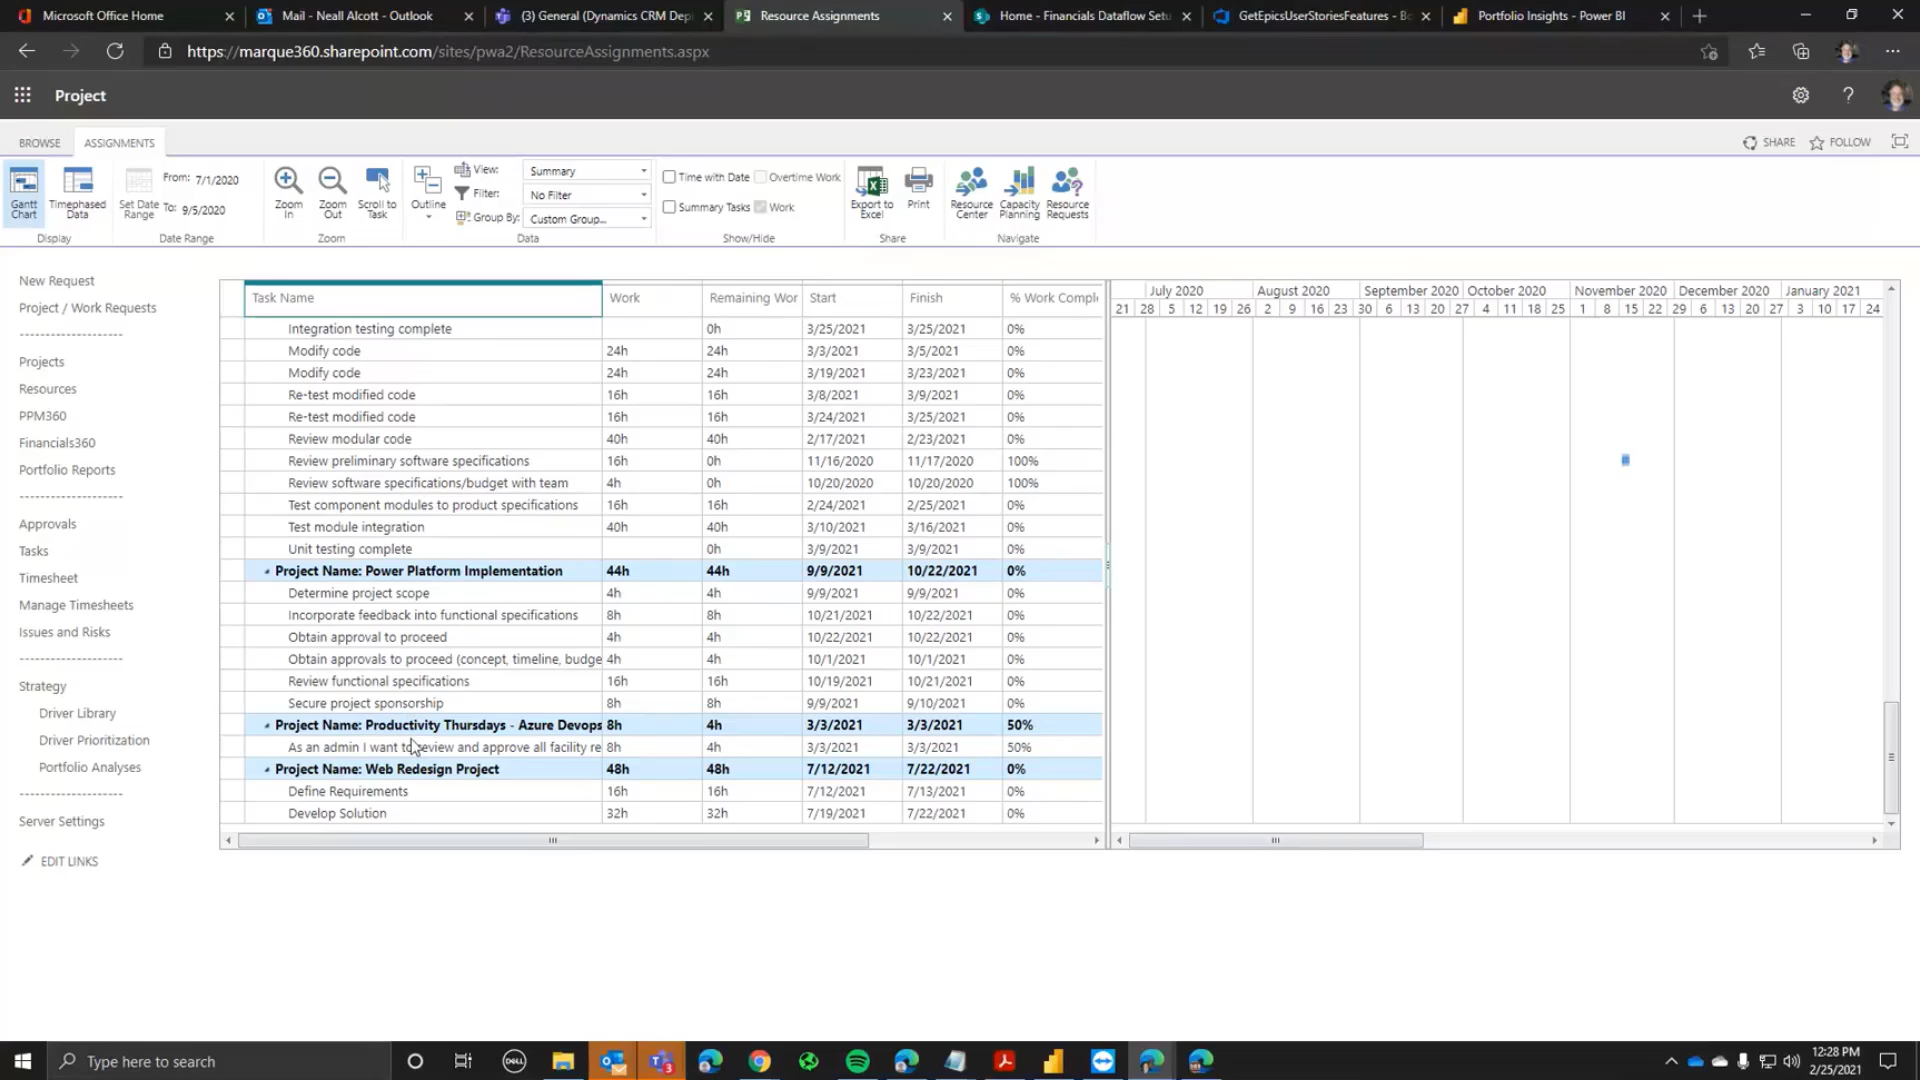 Microsoft Office Home
Mail - Neall Alcott - Outlook
(3) General (Dynamics CRM Dep
Resource Assignments
Home - Financials Dataflow Setu
GetEpicsUserStoriesFeatures - Bo
Portfolio Insights - Power BI
https://marque360.sharepoint.com/sites/pwa2/ResourceAssignments.aspx
Project
BROWSE ASSIGNMENTS
SHARE FOLLOW
Gantt Chart
Timephased Data
Set Date Range
From: 7/1/2020
To: 9/5/2020
Zoom In
Zoom Out
Scroll to Task
Outline
View: Summary
Filter: No Filter
Group By: Custom Group...
Time with Date Overtime Work
Summary Tasks Work
Export to Excel
Print
Resource Center
Capacity Planning
Resource Requests
Display Date Range Zoom Data Show/Hide Share Navigate
New Request
Project / Work Requests
--------------------
Projects
Resources
PPM360
Financials360
Portfolio Reports
--------------------
Approvals
Tasks
Timesheet
Manage Timesheets
Issues and Risks
--------------------
Strategy
Driver Library
Driver Prioritization
Portfolio Analyses
--------------------
Server Settings
EDIT LINKS
Task Name Work Remaining Wor Start Finish % Work Comple
Integration testing complete 0h 3/25/2021 3/25/2021 0%
Modify code 24h 24h 3/3/2021 3/5/2021 0%
Modify code 24h 24h 3/19/2021 3/23/2021 0%
Re-test modified code 16h 16h 3/8/2021 3/9/2021 0%
Re-test modified code 16h 16h 3/24/2021 3/25/2021 0%
Review modular code 40h 40h 2/17/2021 2/23/2021 0%
Review preliminary software specifications 16h 0h 11/16/2020 11/17/2020 100%
Review software specifications/budget with team 4h 0h 10/20/2020 10/20/2020 100%
Test component modules to product specifications 16h 16h 2/24/2021 2/25/2021 0%
Test module integration 40h 40h 3/10/2021 3/16/2021 0%
Unit testing complete 0h 3/9/2021 3/9/2021 0%
Project Name: Power Platform Implementation 44h 44h 9/9/2021 10/22/2021 0%
Determine project scope 4h 4h 9/9/2021 9/9/2021 0%
Incorporate feedback into functional specifications 8h 8h 10/21/2021 10/22/2021 0%
Obtain approval to proceed 4h 4h 10/22/2021 10/22/2021 0%
Obtain approvals to proceed (concept, timeline, budge 4h 4h 10/1/2021 10/1/2021 0%
Review functional specifications 16h 16h 10/19/2021 10/21/2021 0%
Secure project sponsorship 8h 8h 9/9/2021 9/10/2021 0%
Project Name: Productivity Thursdays - Azure Devops 8h 4h 3/3/2021 3/3/2021 50%
As an admin I want to review and approve all facility re 8h 4h 3/3/2021 3/3/2021 50%
Project Name: Web Redesign Project 48h 48h 7/12/2021 7/22/2021 0%
Define Requirements 16h 16h 7/12/2021 7/13/2021 0%
Develop Solution 32h 32h 7/19/2021 7/22/2021 0%
July 2020 August 2020 September 2020 October 2020 November 2020 December 2020 January 2021
21 28 5 12 19 26 2 9 16 23 30 6 13 20 27 4 11 18 25 1 8 15 22 29 6 13 20 27 3 10 17 24
Type here to search
DELL
3
12:28 PM
2/25/2021